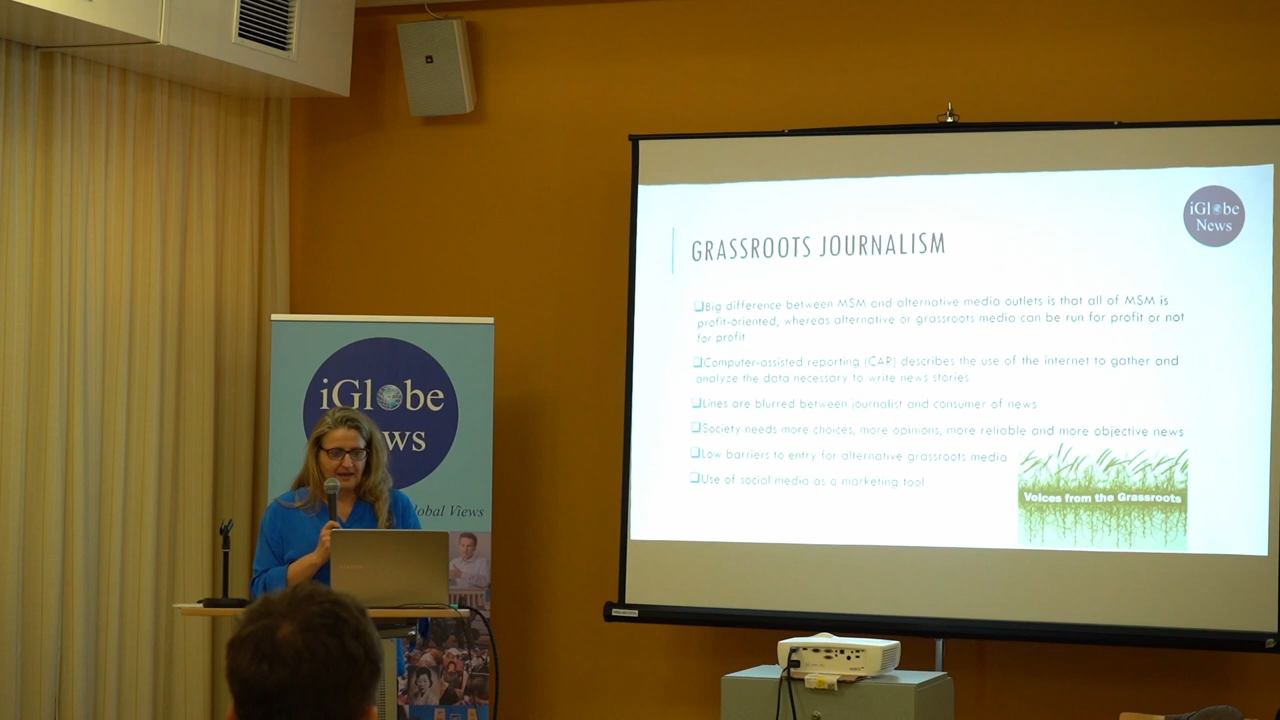 iGlobe
News
GRASSROOTS JOURNALISM
❑Big difference between MSM and alternative media outlets is that all of MSM is
profit-oriented, whereas alternative or grassroots media can be run for profit or not
for profit
❑Computer-assisted reporting (CAR) describes the use of the internet to gather and
analyze the data necessary to write news stories
❑Lines are blurred between journalist and consumer of news
❑Society needs more choices, more opinions, more reliable and more objective news
❑Low barriers to entry for alternative grassroots media
❑Use of social media as a marketing tool
Voices from the Grassroots
iGlobe
ws
lobal Views